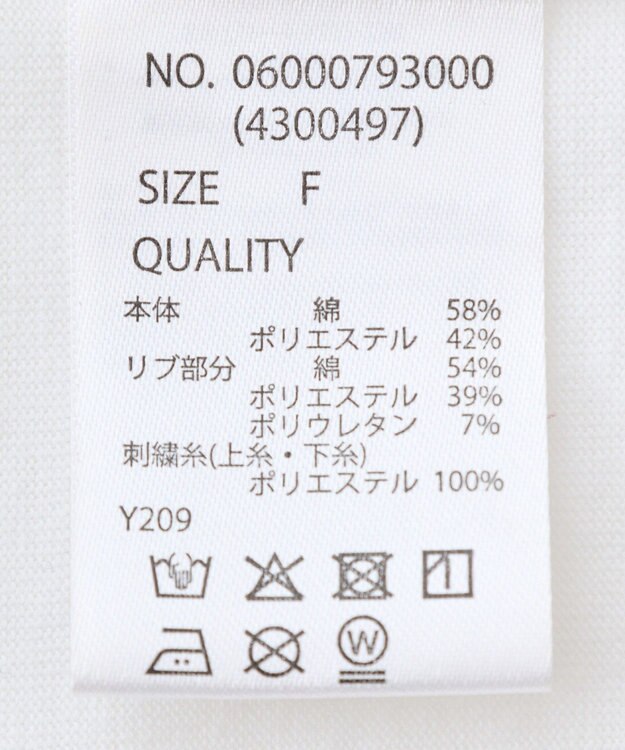 NO. 06000793000
(4300497)
SIZE F
QUALITY
本体 綿 58%
ポリエステル 42%
リブ部分 綿 54%
ポリエステル 39%
ポリウレタン 7%
刺繍糸(上糸・下糸)
ポリエステル 100%
Y209
W